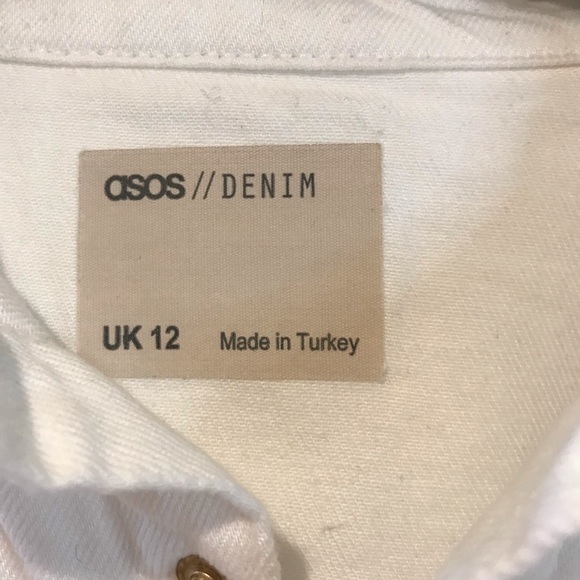 asos // DENIM
UK 12 Made in Turkey